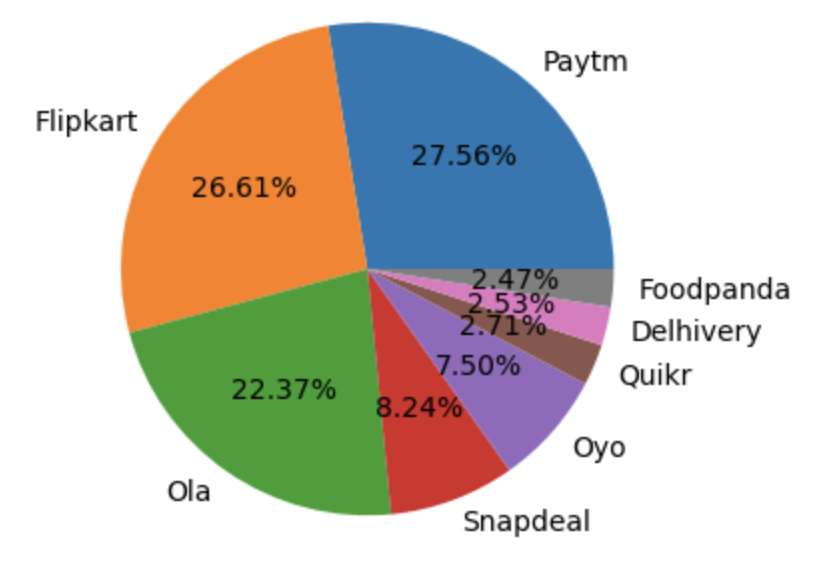 Paytm
27.56%
Flipkart
26.61%
Ola
22.37%
Snapdeal
8.24%
Oyo
7.50%
Quikr
2.71%
Delhivery
2.53%
Foodpanda
2.47%